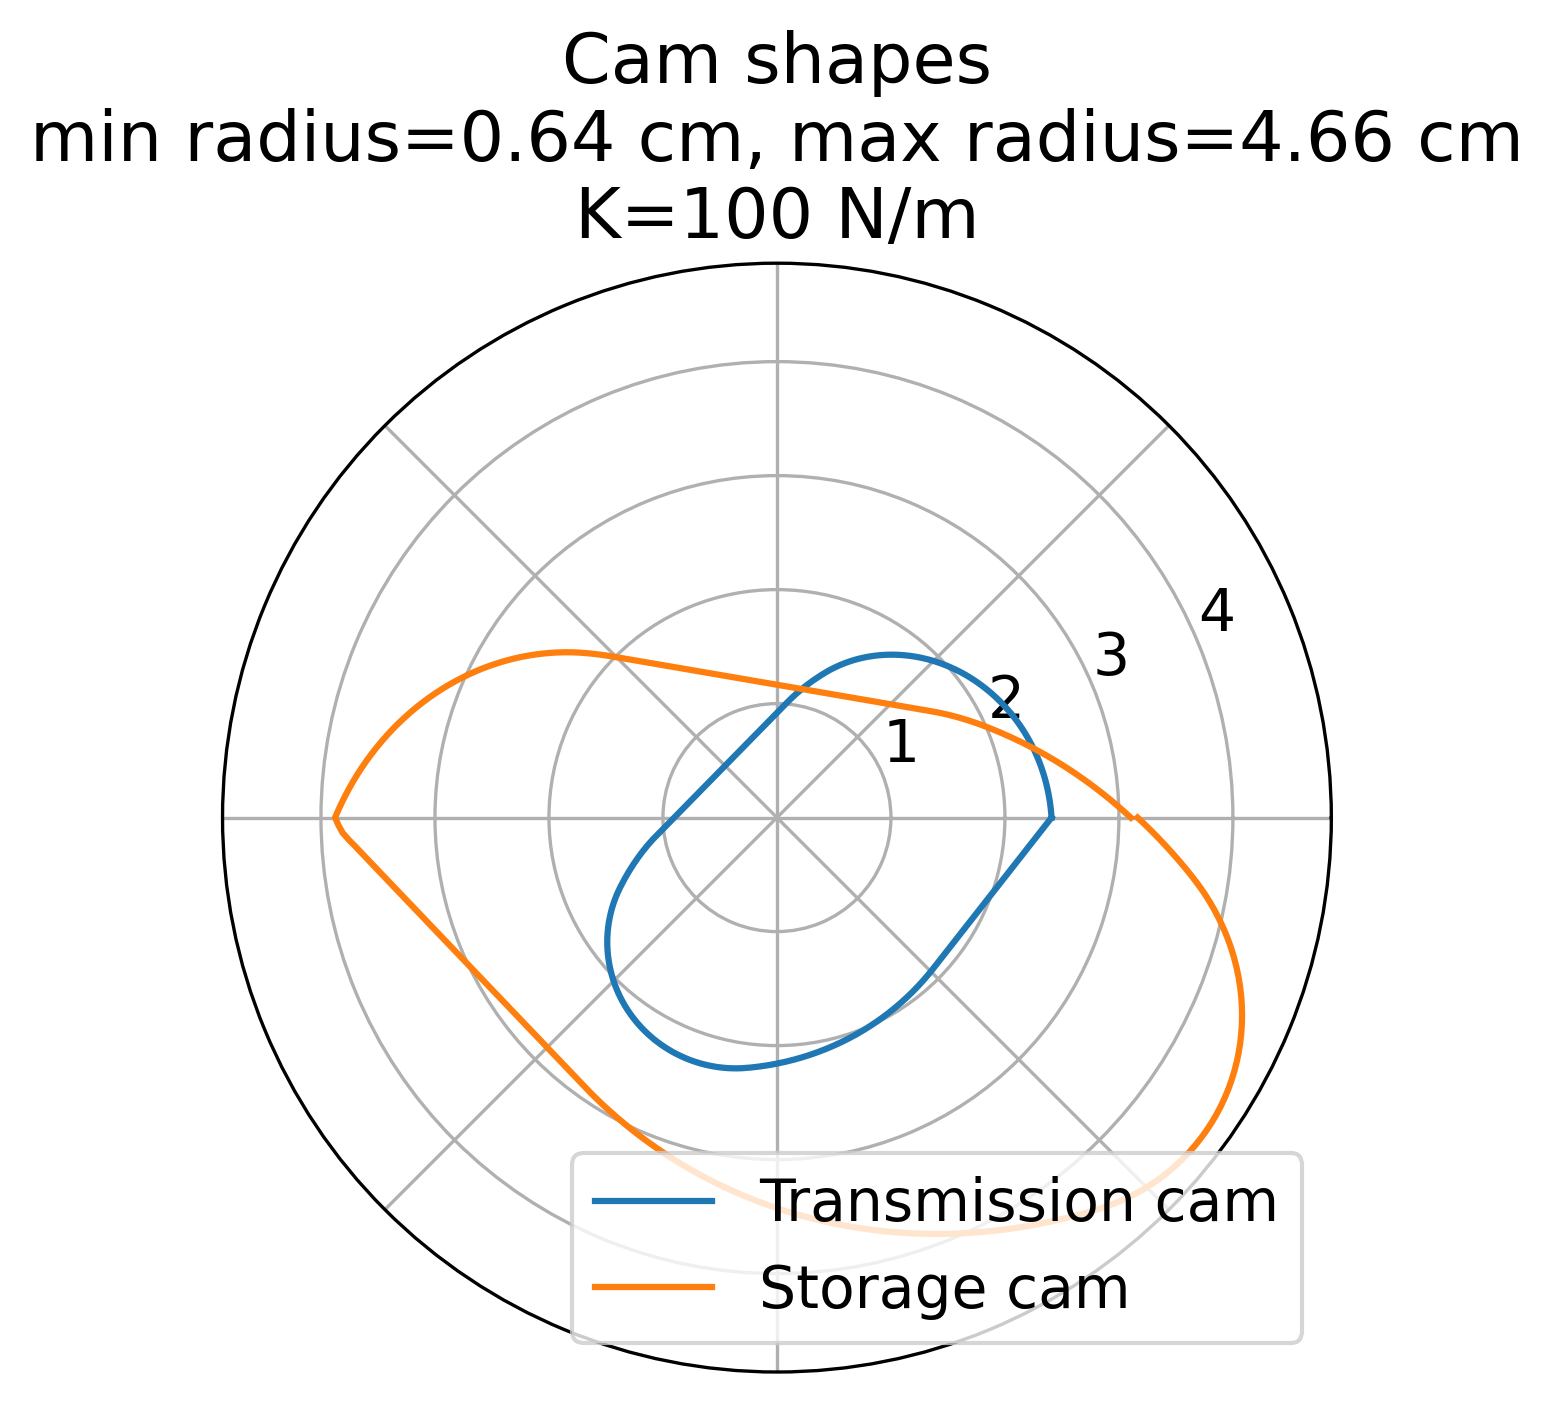 Cam shapes
min radius=0.64 cm, max radius=4.66 cm
K=100 N/m
4
3
2
1
Transmission cam
Storage cam